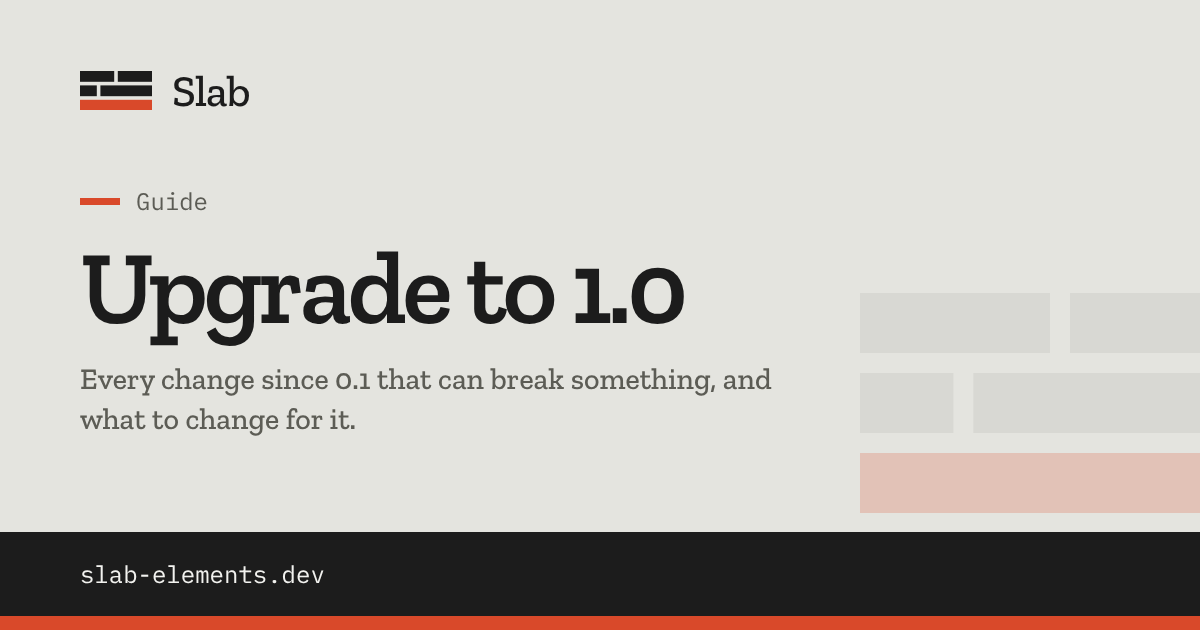 Slab
Guide
Upgrade to 1.0
Every change since 0.1 that can break something, and
what to change for it.
slab-elements.dev